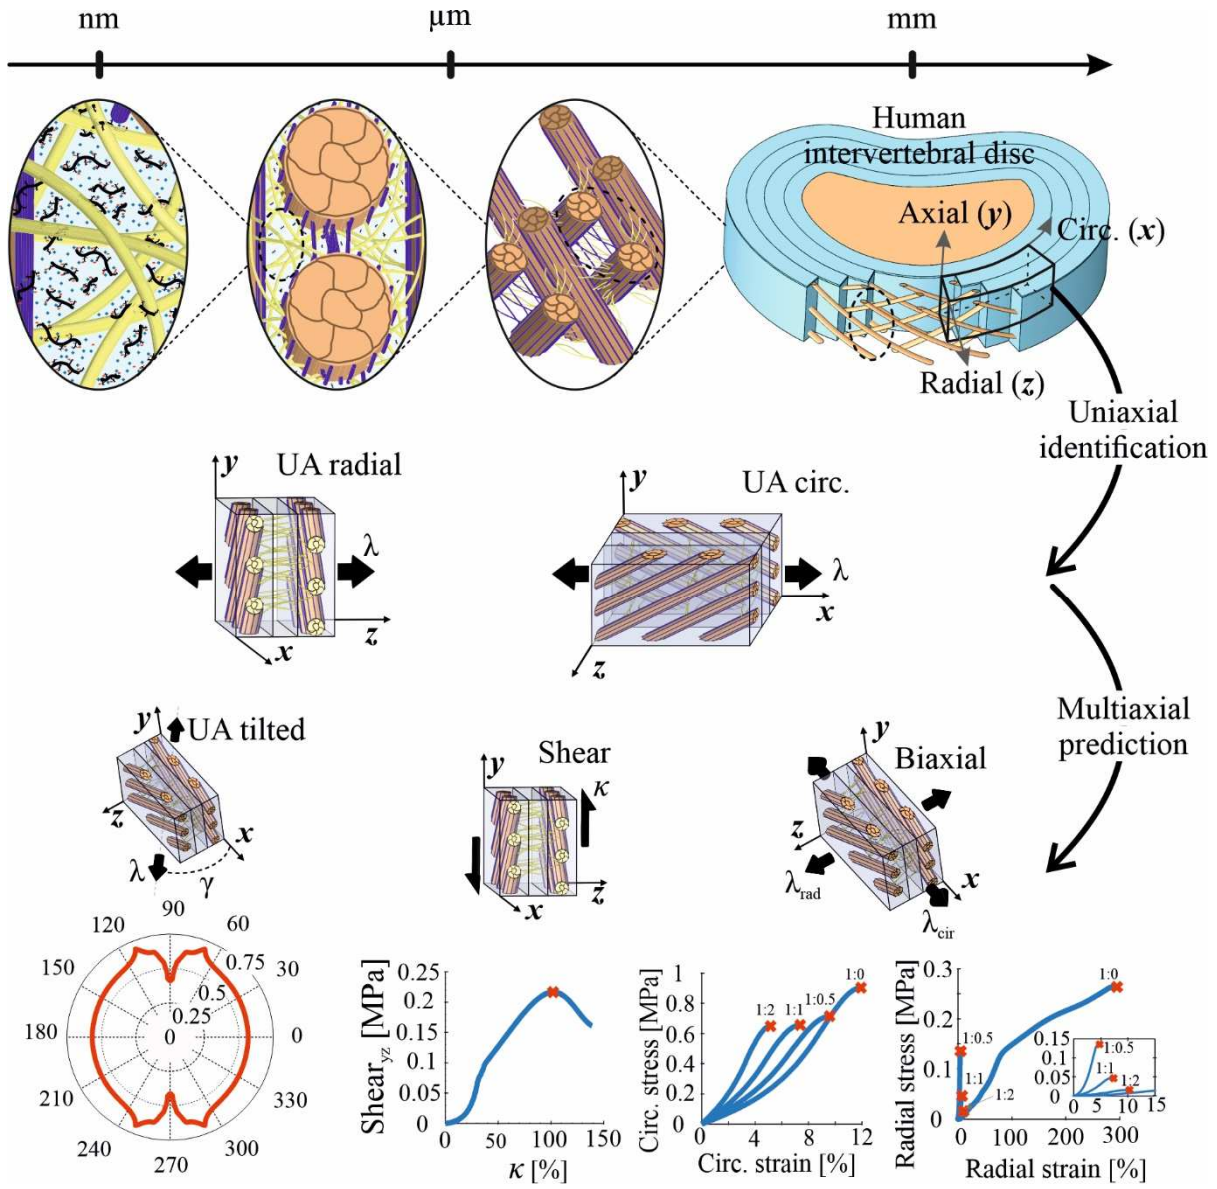 nm
µm
mm
Human
intervertebral disc
Axial (y)
Circ. (x)
Radial (z)
Uniaxial
identification
y
UA radial
λ
z
x
y
UA circ.
λ
x
z
Multiaxial
prediction
y
UA tilted
z
x
λ
γ
y
Shear
κ
z
x
y
Biaxial
z
λrad
x
λcir
90
120
60
150
0.75
30
0.5
0.25
180
0
0
210
330
240
300
270
Shearyz [MPa]
0.25
0.2
0.15
0.1
0.05
0
0
50
100
150
κ [%]
Circ. stress [MPa]
1
0.8
0.6
0.4
0.2
0
0
4
8
12
1:2
1:1
1:0.5
1:0
Circ. strain [%]
Radial stress [MPa]
0.3
0.2
0.1
0
0
100
200
300
1:0
1:0.5
1:1
1:2
0.15
0.1
0.05
0
0
5
10
15
1:0.5
1:1
1:2
Radial strain [%]